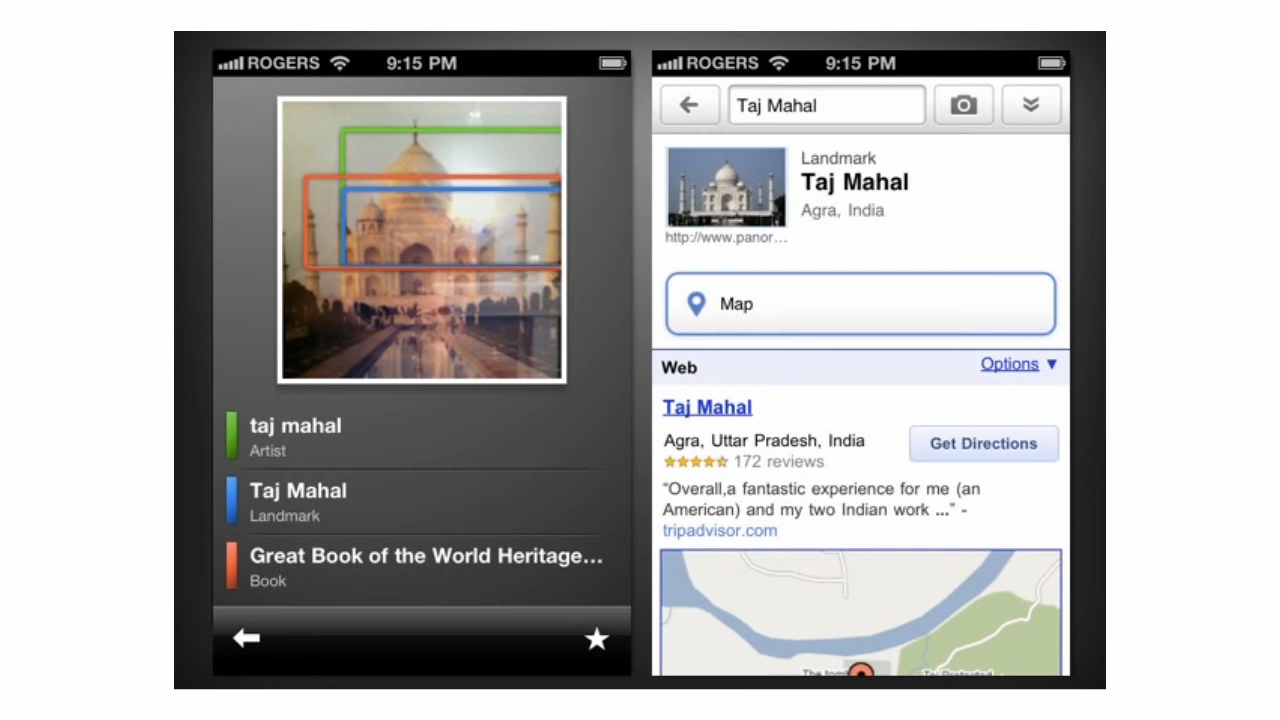 ROGERS 9:15 PM
taj mahal
Artist
Taj Mahal
Landmark
Great Book of the World Heritage...
Book
ROGERS 9:15 PM
Taj Mahal
Landmark
Taj Mahal
Agra, India
http://www.panor...
Map
Web Options ▼
Taj Mahal
Agra, Uttar Pradesh, India
Get Directions
172 reviews
“Overall,a fantastic experience for me (an
American) and my two Indian work ...” -
tripadvisor.com